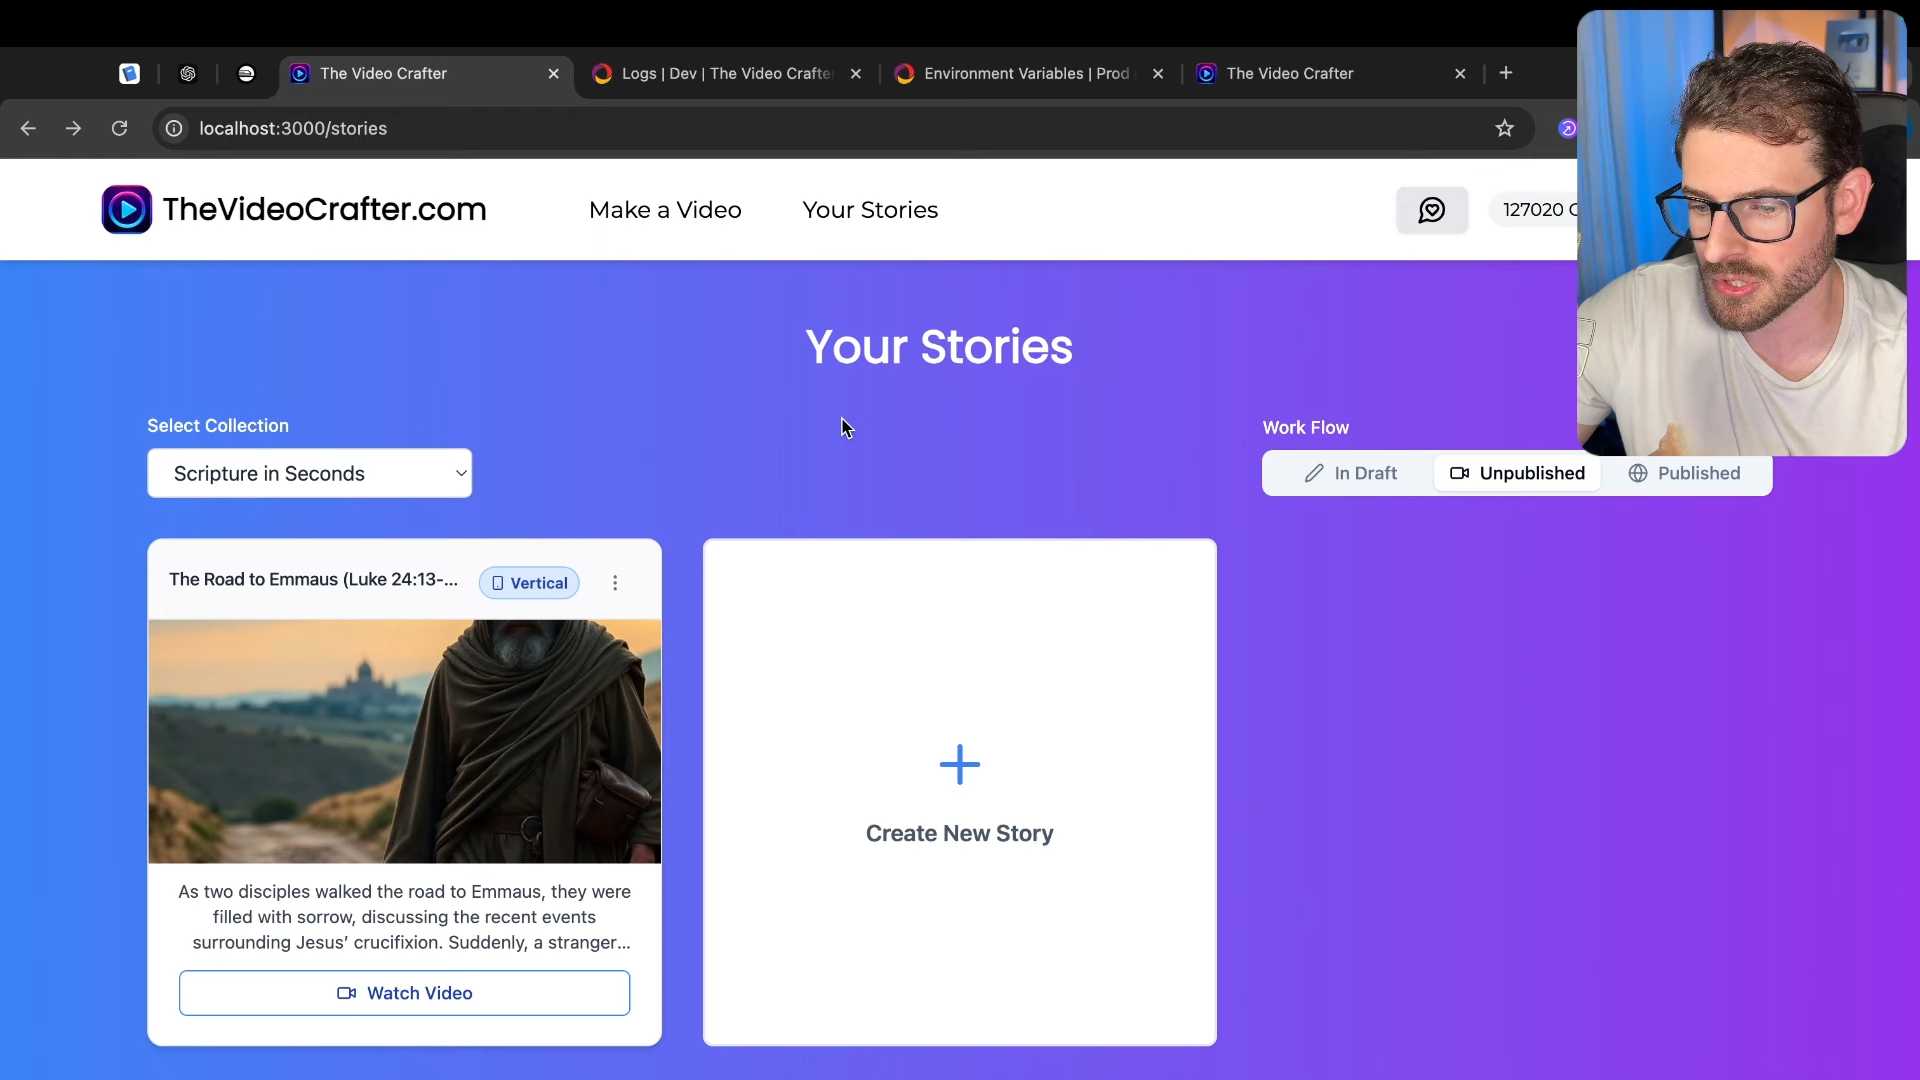 The Video Crafter
Logs | Dev | The Video Crafte
Environment Variables | Prod
The Video Crafter
localhost:3000/stories
TheVideoCrafter.com
Make a Video
Your Stories
127020 C
Your Stories
Select Collection
Work Flow
Scripture in Seconds
In Draft
Unpublished
Published
The Road to Emmaus (Luke 24:13-...
Vertical
As two disciples walked the road to Emmaus, they were
filled with sorrow, discussing the recent events
surrounding Jesus' crucifixion. Suddenly, a stranger...
Watch Video
Create New Story